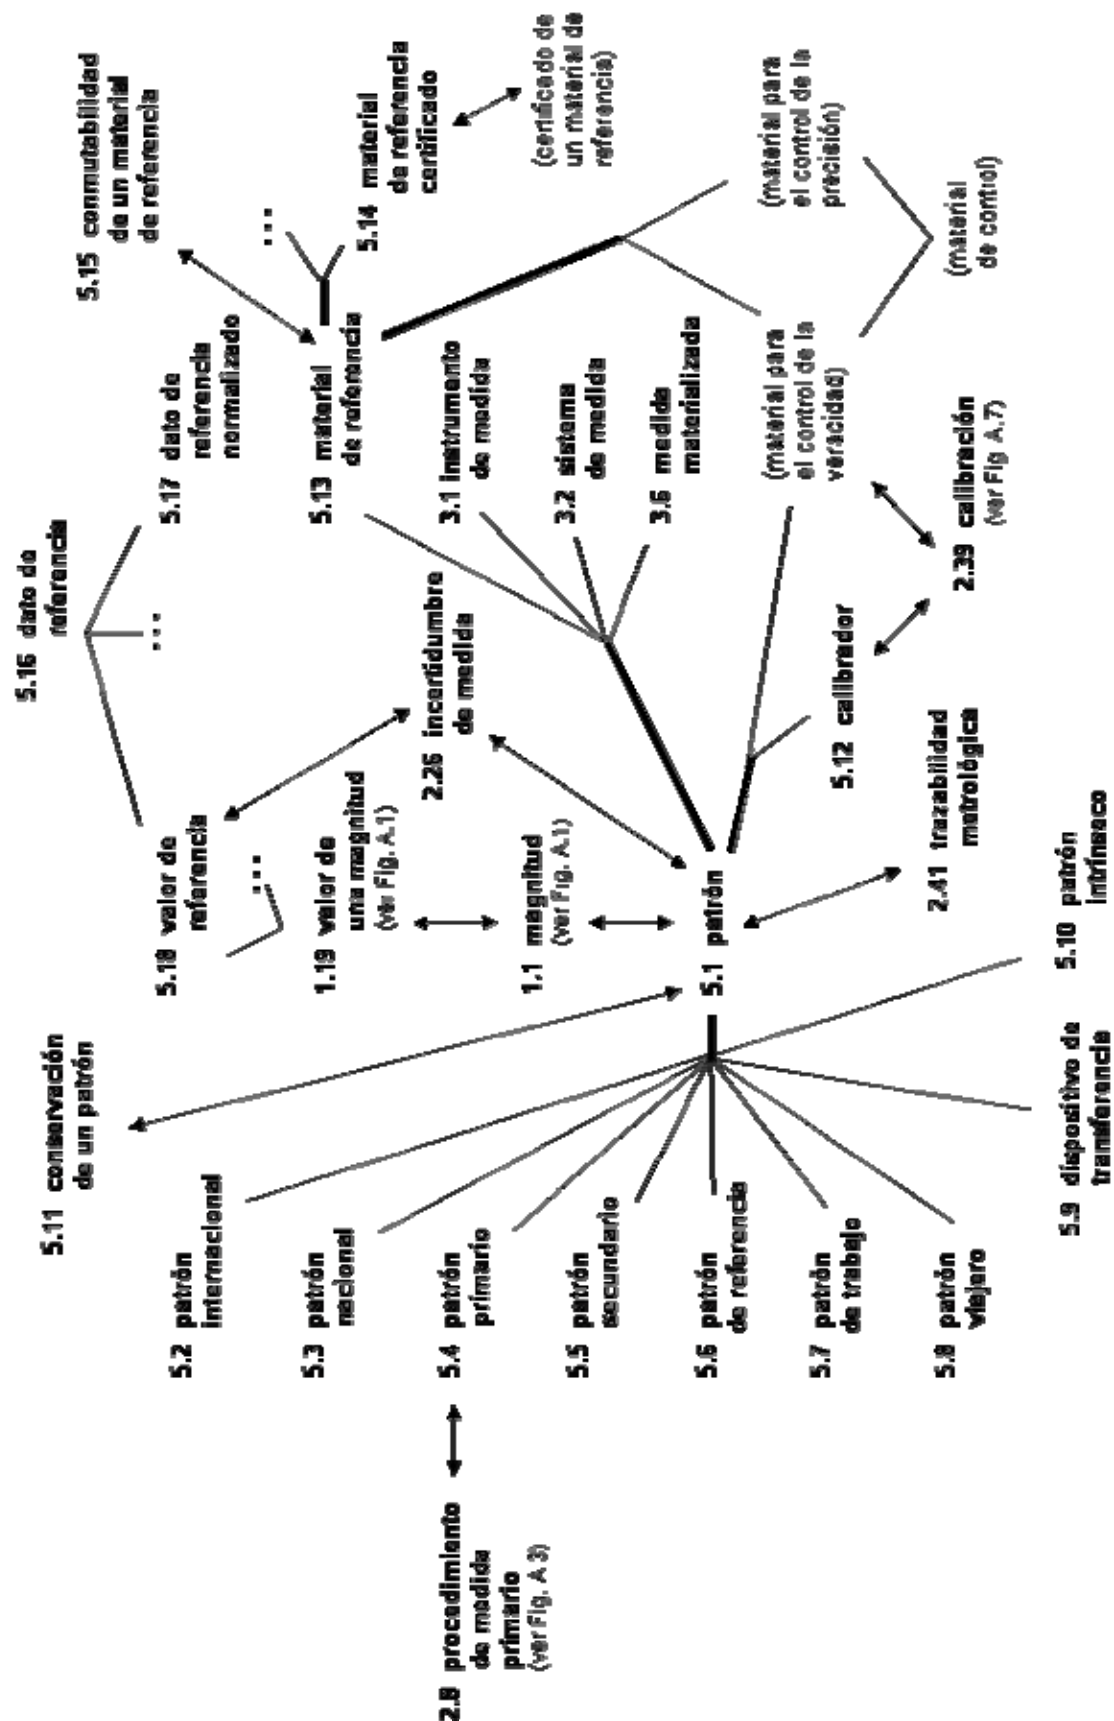 5.16 dato de
referencia
5.15 conmutabilidad
de un material
de referencia
5.11 conservación
de un patrón
5.18 valor de
referencia
...
...
5.17 dato de
referencia
normalizado
...
5.2 patrón
internacional
1.19 valor de
una magnitud
(ver Fig. A.1)
5.13 material
de referencia
5.14 material
de referencia
certificado
5.3 patrón
nacional
2.26 incertidumbre
de medida
3.1 instrumento
de medida
(certificado de
un material de
referencia)
2.8 procedimiento
de medida
primario
(ver Fig. A 3)
5.4 patrón
primario
1.1 magnitud
(ver Fig. A.1)
3.2 sistema
de medida
5.5 patrón
secundario
3.6 medida
materializada
5.6 patrón
de referencia
5.1 patrón
(material para
el control de la
veracidad)
(material para
el control de la
precisión)
5.7 patrón
de trabajo
5.12 calibrador
5.8 patrón
viajero
2.41 trazabilidad
metrológica
2.39 calibración
(ver Fig A.7)
(material
de control)
5.9 dispositivo de
transferencia
5.10 patrón
intrínseco